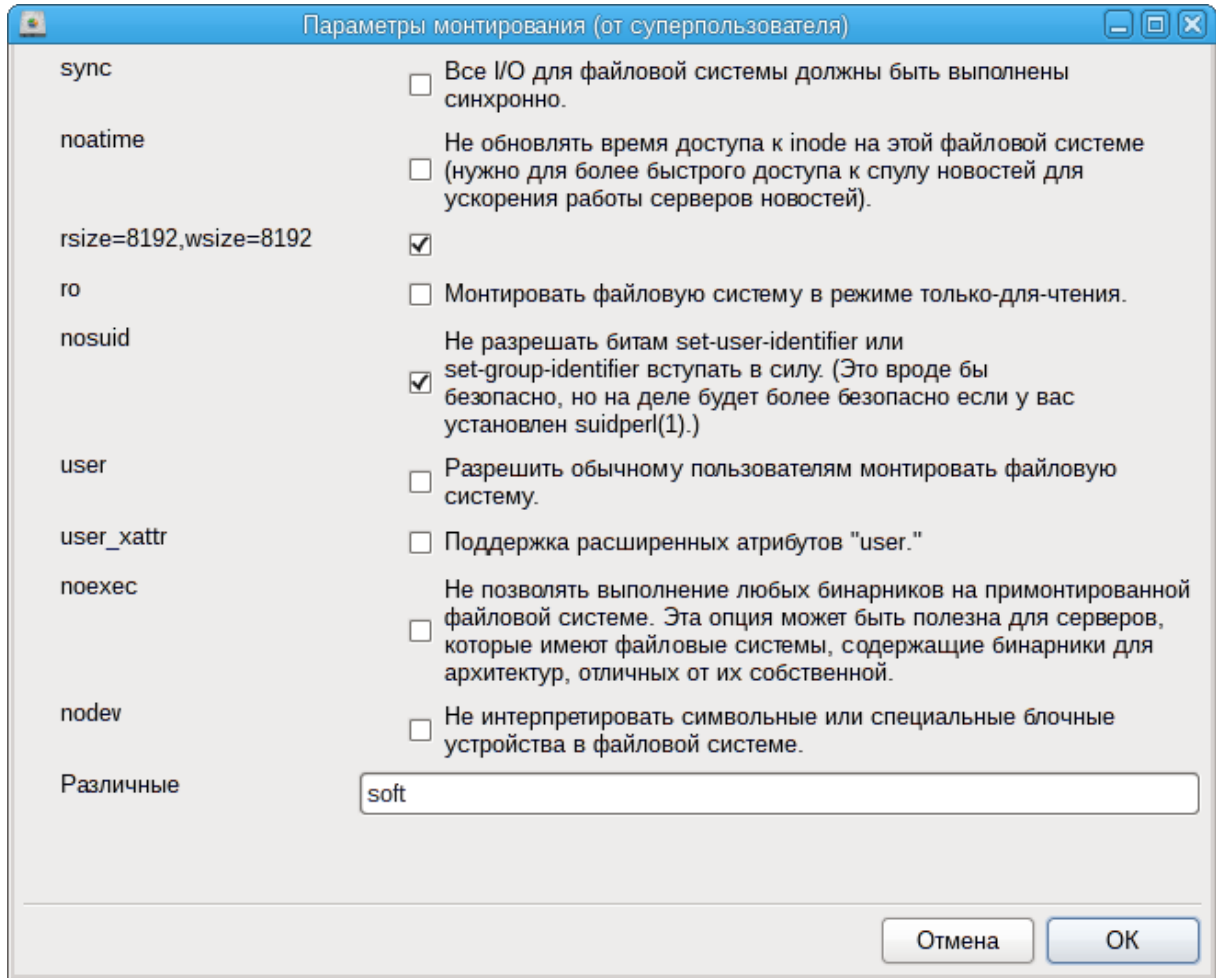 Параметры монтирования (от суперпользователя)
sync
Все I/O для файловой системы должны быть выполнены
синхронно.
noatime
Не обновлять время доступа к inode на этой файловой системе
(нужно для более быстрого доступа к спулу новостей для
ускорения работы серверов новостей).
rsize=8192,wsize=8192
ro
Монтировать файловую систему в режиме только-для-чтения.
nosuid
Не разрешать битам set-user-identifier или
set-group-identifier вступать в силу. (Это вроде бы
безопасно, но на деле будет более безопасно если у вас
установлен suidperl(1).)
user
Разрешить обычному пользователям монтировать файловую
систему.
user_xattr
Поддержка расширенных атрибутов "user."
noexec
Не позволять выполнение любых бинарников на примонтированной
файловой системе. Эта опция может быть полезна для серверов,
которые имеют файловые системы, содержащие бинарники для
архитектур, отличных от их собственной.
nodev
Не интерпретировать символьные или специальные блочные
устройства в файловой системе.
Различные
soft
Отмена
ОК